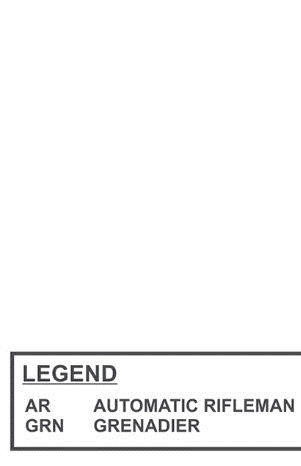 LEGEND
AR AUTOMATIC RIFLEMAN
GRN GRENADIER